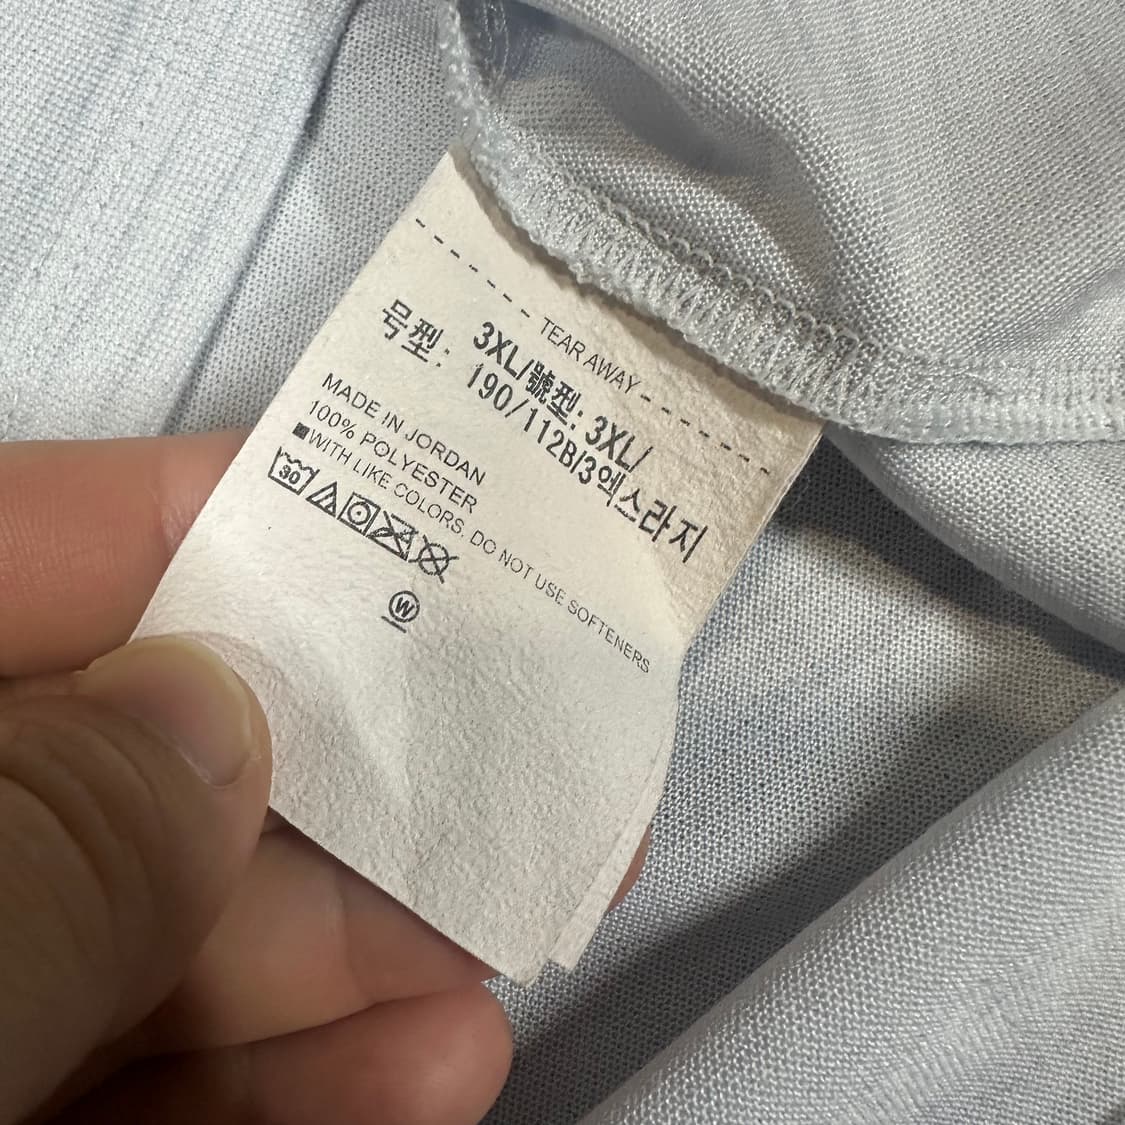 TEAR AWAY
3XL/號型: 3XL/
号型: 190/112B/3엑스라지
MADE IN JORDAN
100% POLYESTER
■WITH LIKE COLORS. DO NOT USE SOFTENERS
30
W